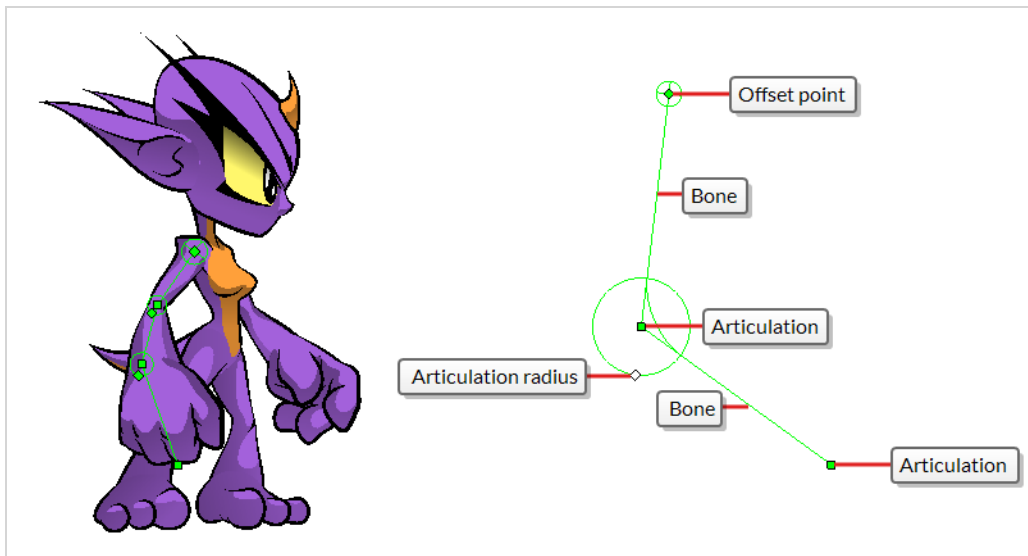 Offset point
Bone
Articulation
Articulation radius
Bone
Articulation